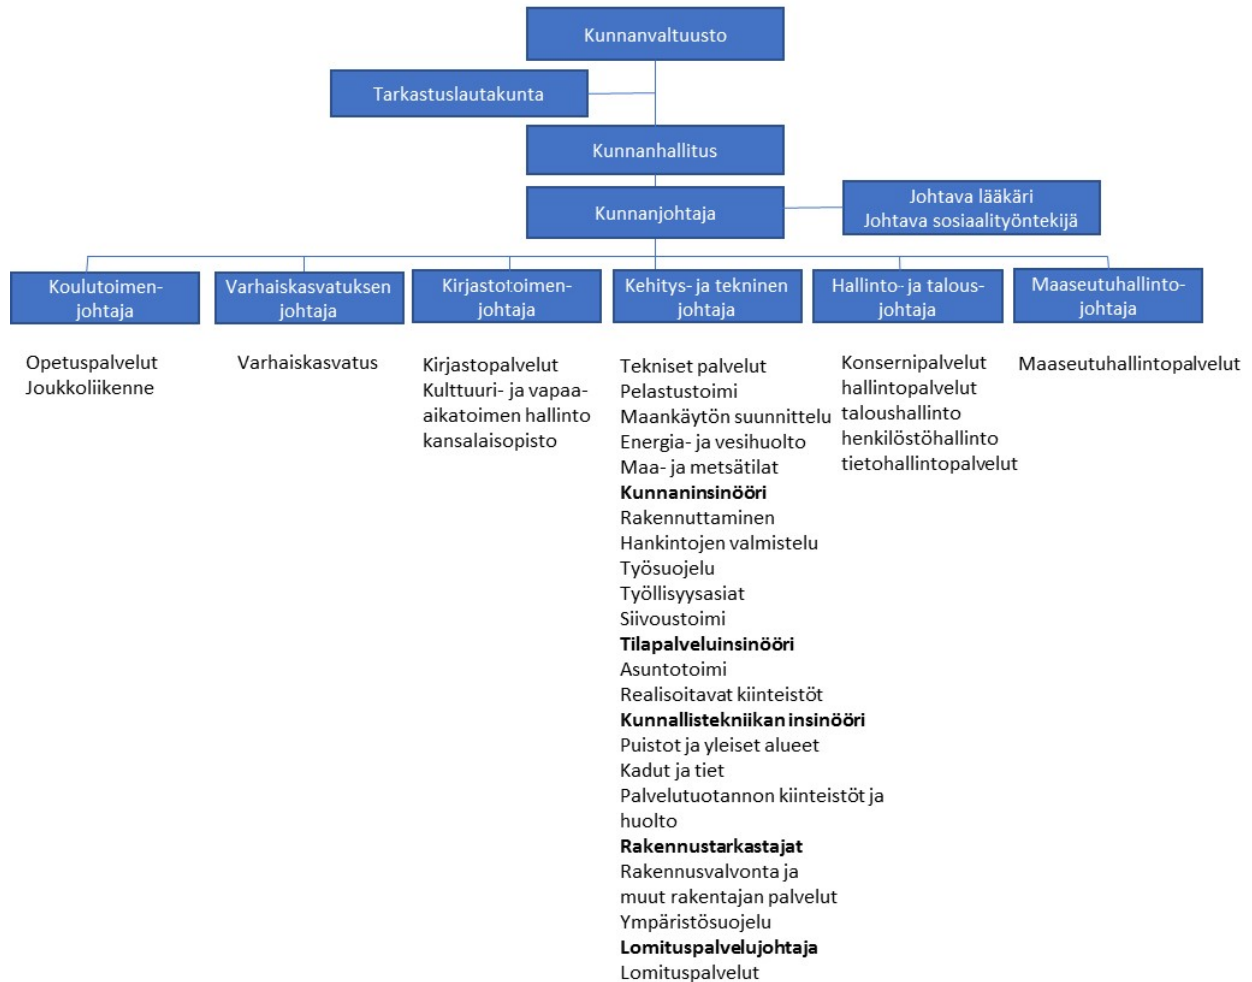 Kunnanvaltuusto
Tarkastuslautakunta
Kunnanhallitus
Kunnanjohtaja
Johtava lääkäri
Johtava sosiaalityöntekijä
Koulutoimen-
johtaja
Varhaiskasvatuksen
johtaja
Kirjastotoimen-
johtaja
Kehitys- ja tekninen
johtaja
Hallinto- ja talous-
johtaja
Maaseutuhallinto-
johtaja
Opetuspalvelut
Joukkoliikenne
Varhaiskasvatus
Kirjastopalvelut
Kulttuuri- ja vapaa-
aikatoimen hallinto
kansalaisopisto
Tekniset palvelut
Pelastustoimi
Maankäytön suunnittelu
Energia- ja vesihuolto
Maa- ja metsätilat
Kunnaninsinööri
Rakennuttaminen
Hankintojen valmistelu
Työsuojelu
Työllisyysasiat
Siivoustoimi
Tilapalveluinsinööri
Asuntotoimi
Realisoitavat kiinteistöt
Kunnallistekniikan insinööri
Puistot ja yleiset alueet
Kadut ja tiet
Palvelutuotannon kiinteistöt ja
huolto
Rakennustarkastajat
Rakennusvalvonta ja
muut rakentajan palvelut
Ympäristösuojelu
Lomituspalvelujohtaja
Lomituspalvelut
Konsernipalvelut
hallintopalvelut
taloushallinto
henkilöstöhallinto
tietohallintopalvelut
Maaseutuhallintopalvelut